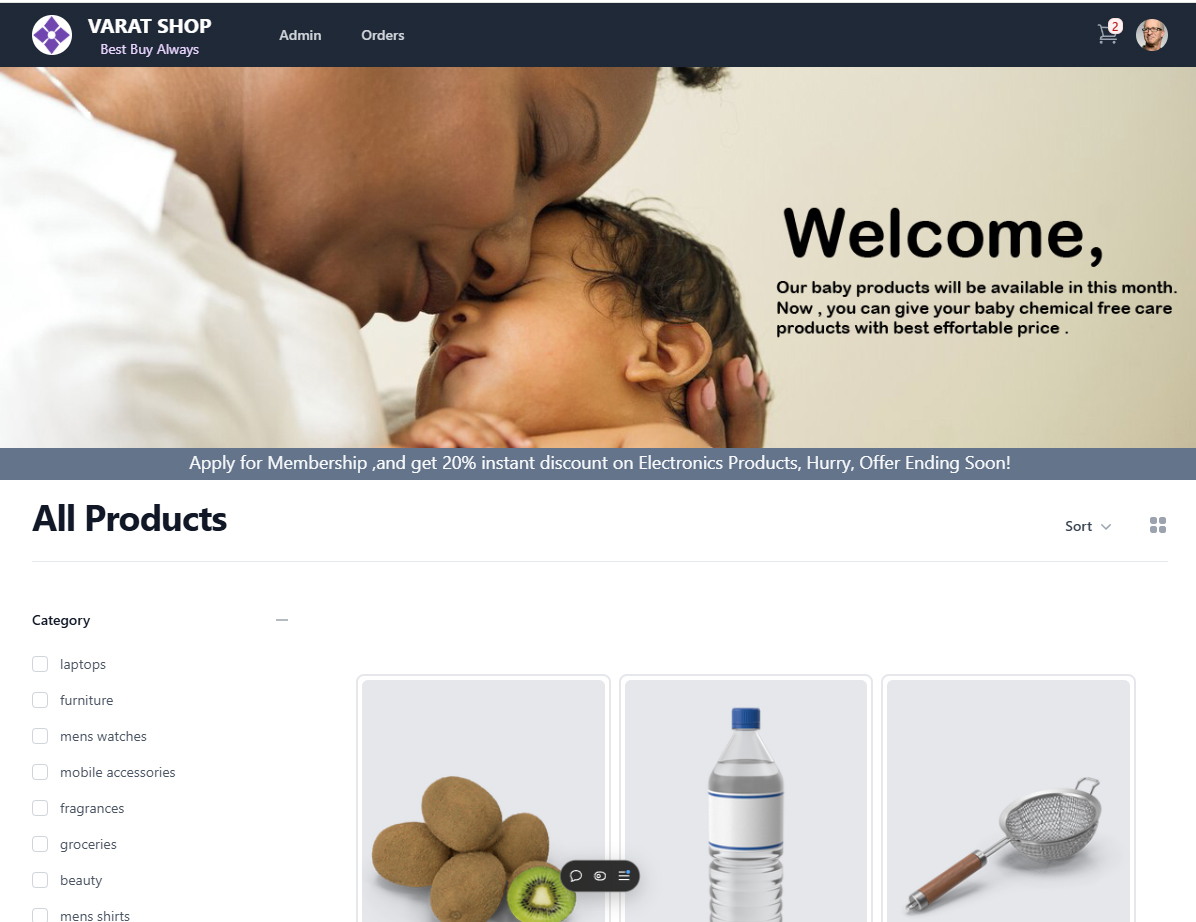 VARAT SHOP
Best Buy Always
Admin
Orders
2
Welcome,
Our baby products will be available in this month.
Now , you can give your baby chemical free care
products with best effortable price .
Apply for Membership ,and get 20% instant discount on Electronics Products, Hurry, Offer Ending Soon!
All Products
Sort
Category
laptops
furniture
mens watches
mobile accessories
fragrances
groceries
beauty
mens shirts